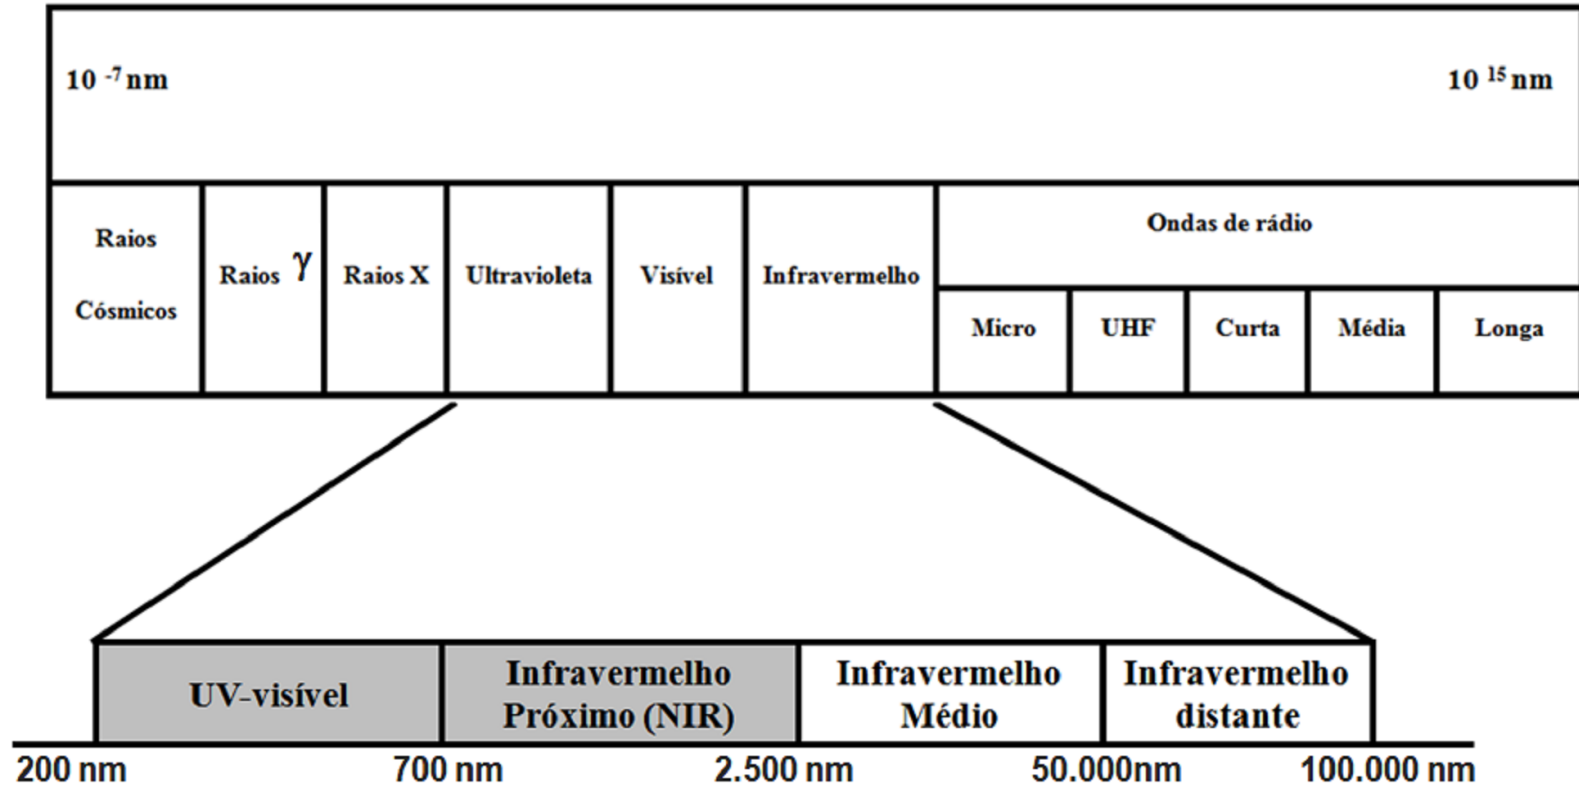 10 -7 nm
10 15 nm
Raios
Cósmicos
Raios γ
Raios X
Ultravioleta
Visível
Infravermelho
Ondas de rádio
Micro
UHF
Curta
Média
Longa
UV-visível
Infravermelho
Próximo (NIR)
Infravermelho
Médio
Infravermelho
distante
200 nm
700 nm
2.500 nm
50.000nm
100.000 nm